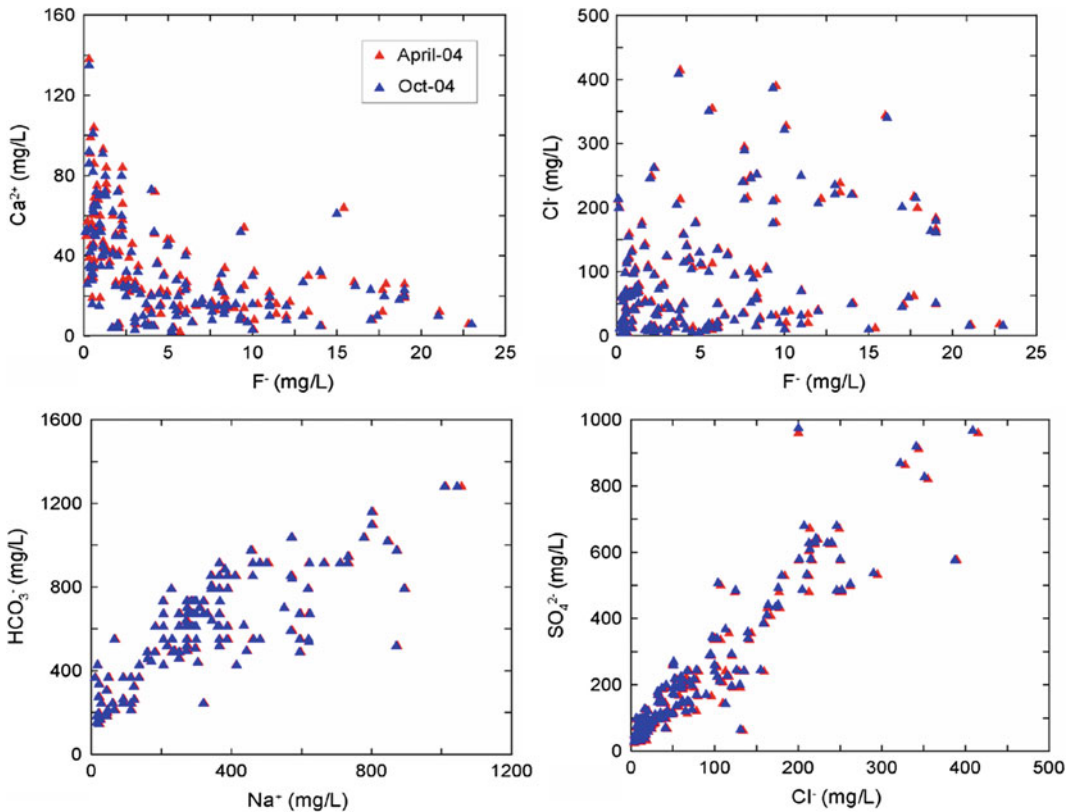 160
120
80
40
0
Ca²⁺ (mg/L)
April-04
Oct-04
0 5 10 15 20 25
F⁻ (mg/L)
500
400
300
200
100
0
Cl⁻ (mg/L)
0 5 10 15 20 25
F⁻ (mg/L)
1600
1200
800
400
0
HCO₃⁻ (mg/L)
0 400 800 1200
Na⁺ (mg/L)
1000
800
600
400
200
0
SO₄²⁻ (mg/L)
0 100 200 300 400 500
Cl⁻ (mg/L)